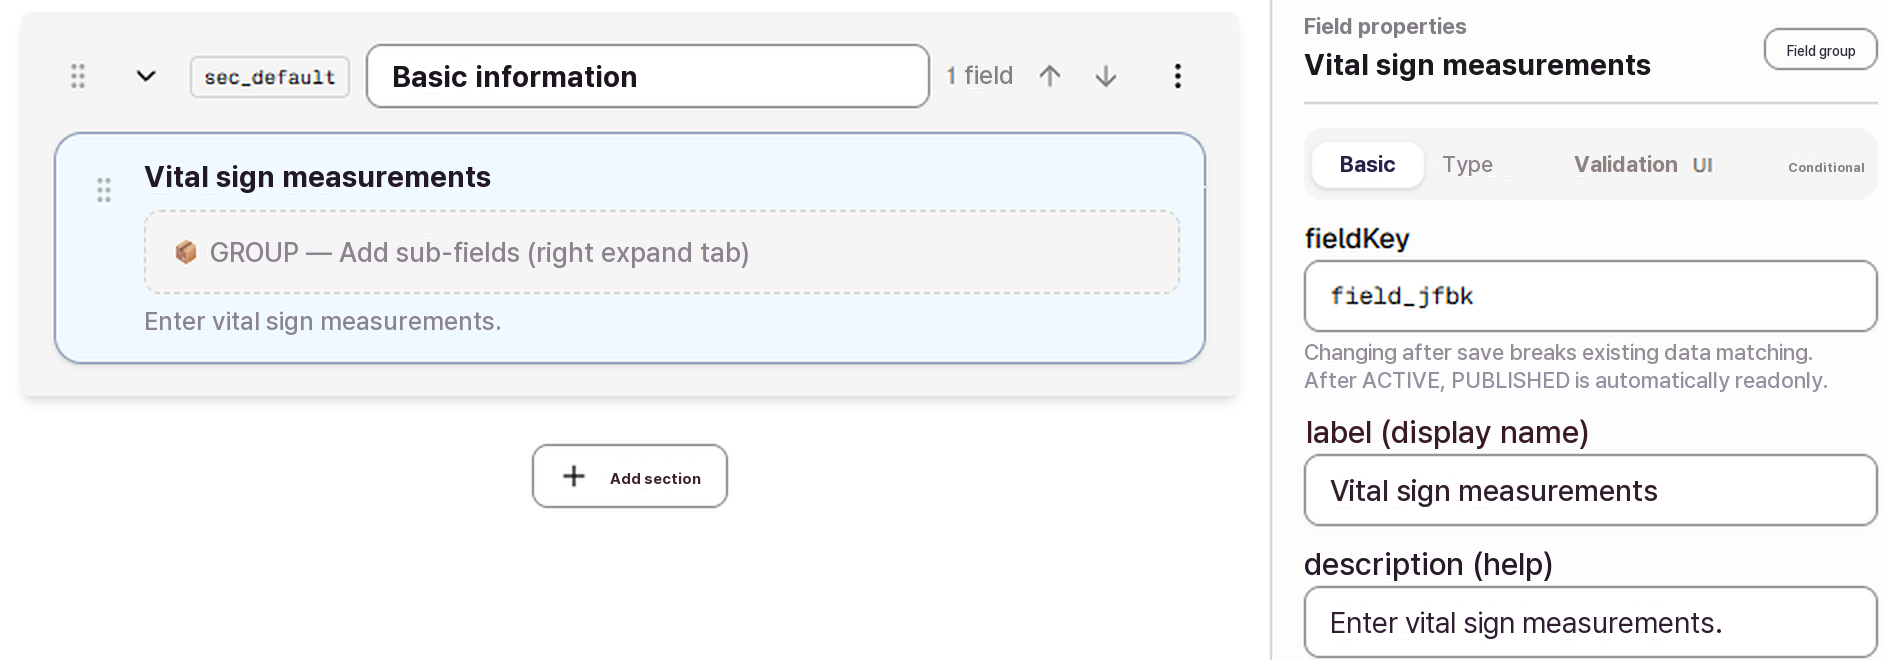 sec_default
Basic information
1 field
Vital sign measurements
GROUP — Add sub-fields (right expand tab)
Enter vital sign measurements.
Add section
Field properties
Vital sign measurements
Field group
Basic Type Validation UI Conditional
fieldKey
field_jfbk
Changing after save breaks existing data matching.
After ACTIVE, PUBLISHED is automatically readonly.
label (display name)
Vital sign measurements
description (help)
Enter vital sign measurements.